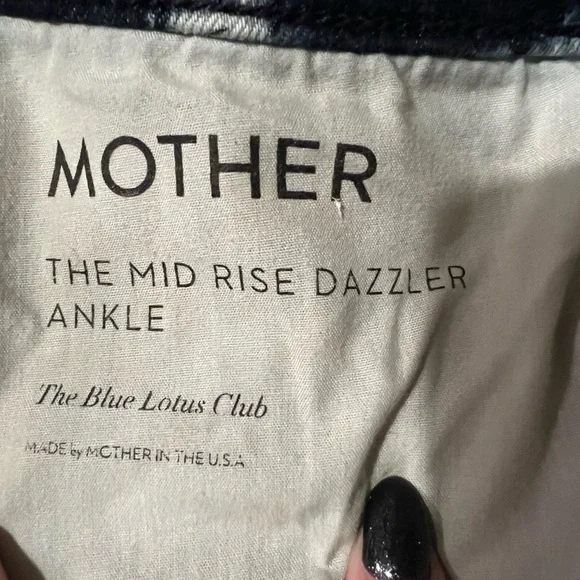 MOTHER
THE MID RISE DAZZLER
ANKLE
The Blue Lotus Club
MADE by MOTHER IN THE U.S.A